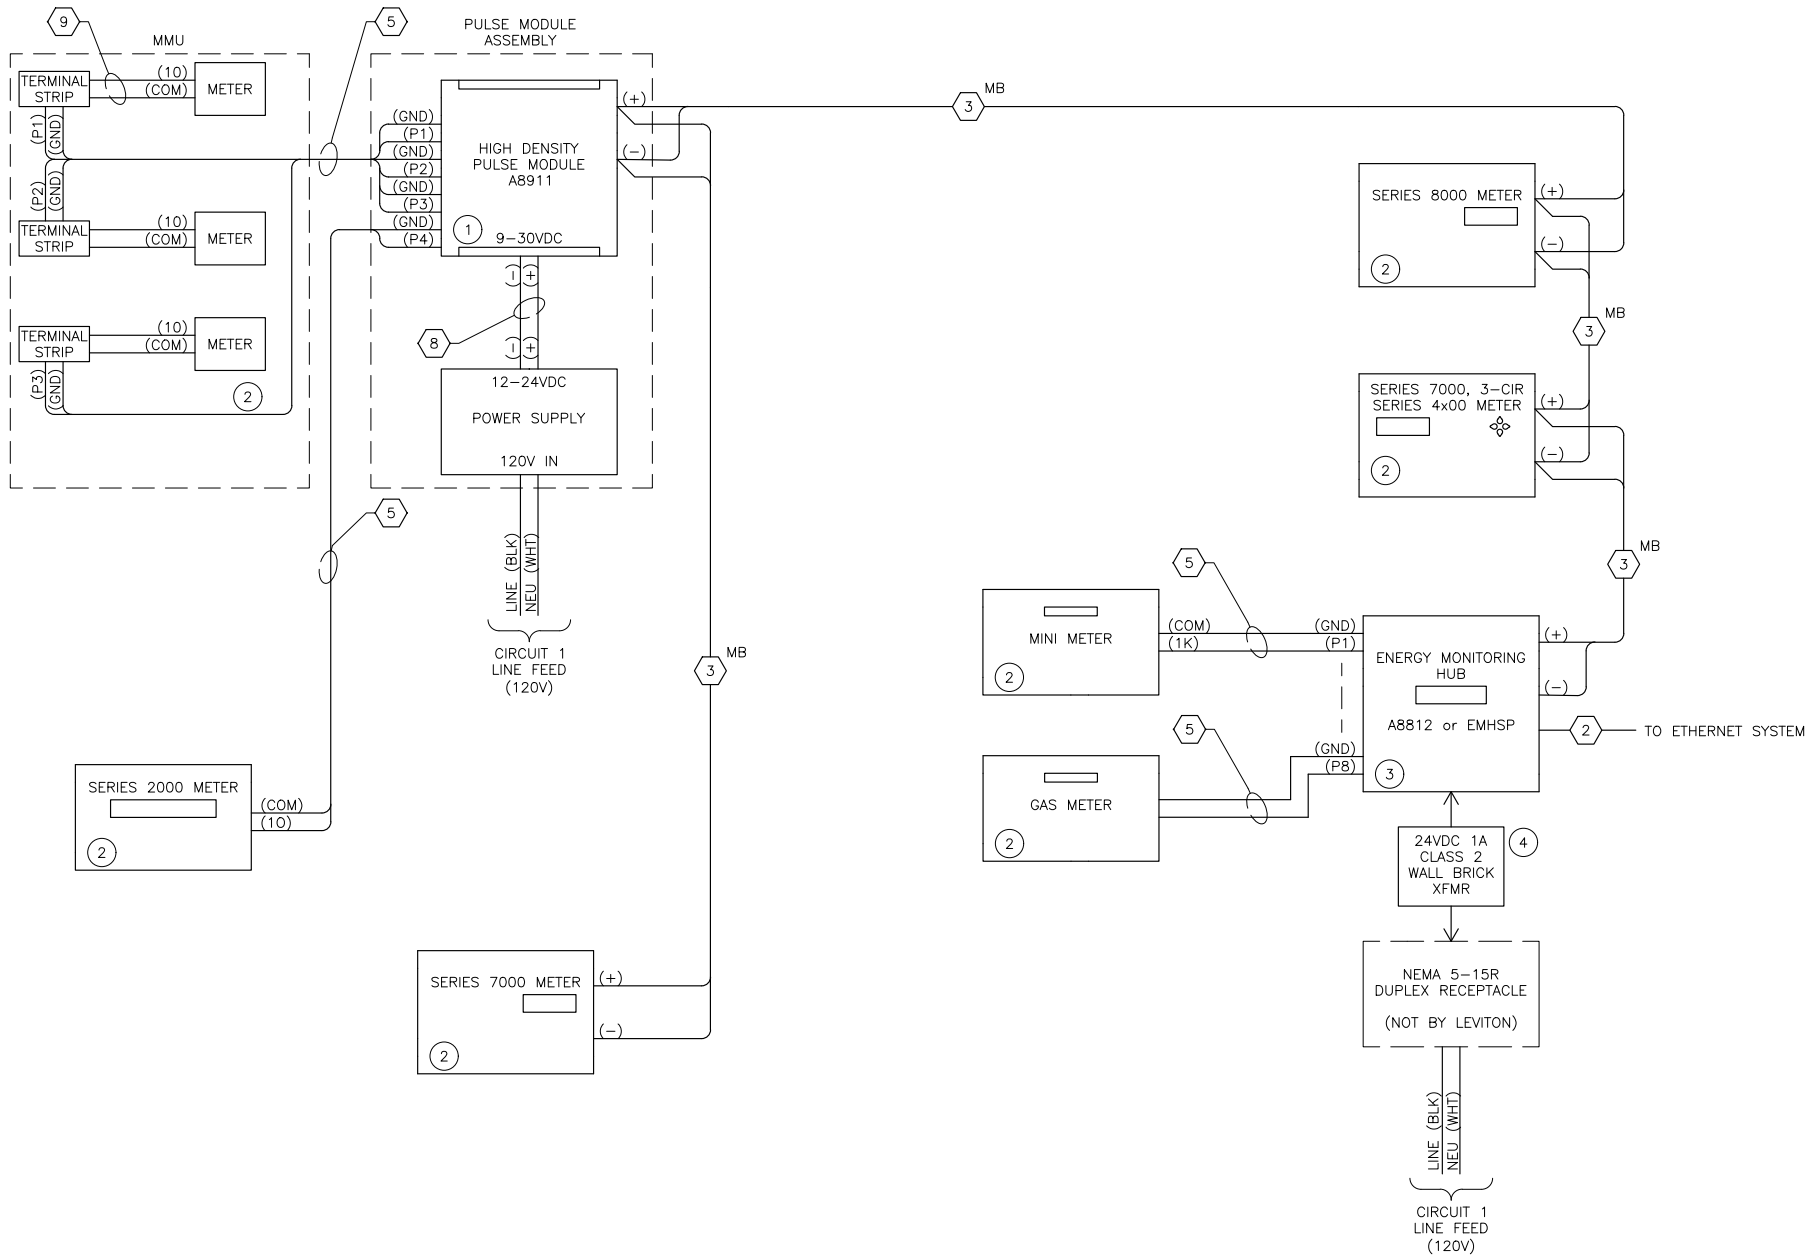 9
5
MMU
PULSE MODULE
ASSEMBLY
TERMINAL
STRIP
(10)
(COM)
METER
(P1)
(GND)
(P2)
(GND)
TERMINAL
STRIP
(10)
(COM)
METER
TERMINAL
STRIP
(10)
(COM)
METER
(P3)
(GND)
2
(GND)
(P1)
(GND)
(P2)
(GND)
(P3)
(GND)
(P4)
HIGH DENSITY
PULSE MODULE
A8911
1
9-30VDC
(+)
(-)
(-)
(+)
8
(-)
(+)
12-24VDC
POWER SUPPLY
120V IN
LINE (BLK)
NEU (WHT)
CIRCUIT 1
LINE FEED
(120V)
5
3
MB
SERIES 2000 METER
(COM)
(10)
2
SERIES 7000 METER
(+)
(-)
2
3
MB
SERIES 8000 METER
(+)
(-)
2
3
MB
SERIES 7000, 3-CIR
SERIES 4x00 METER
(+)
(-)
2
3
MB
5
MINI METER
(COM)
(1K)
(GND)
(P1)
2
5
GAS METER
(GND)
(P8)
2
ENERGY MONITORING
HUB
A8812 or EMHSP
3
(+)
(-)
2
TO ETHERNET SYSTEM
24VDC 1A
CLASS 2
WALL BRICK
XFMR
4
NEMA 5-15R
DUPLEX RECEPTACLE
(NOT BY LEVITON)
LINE (BLK)
NEU (WHT)
CIRCUIT 1
LINE FEED
(120V)